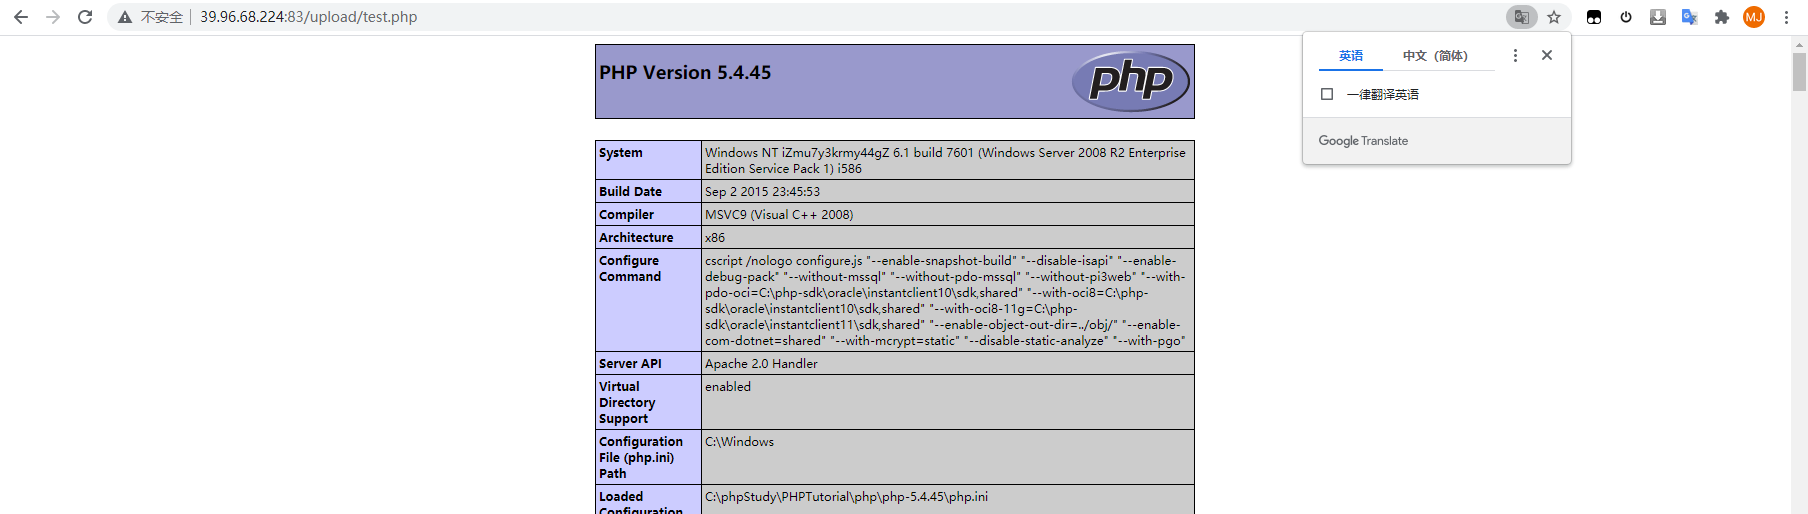 不安全 39.96.68.224:83/upload/test.php
MJ
英语 中文（简体）
一律翻译英语
Google Translate
PHP Version 5.4.45
php
System
Windows NT iZmu7y3krmy44gZ 6.1 build 7601 (Windows Server 2008 R2 Enterprise
Edition Service Pack 1) i586
Build Date
Sep 2 2015 23:45:53
Compiler
MSVC9 (Visual C++ 2008)
Architecture
x86
Configure
Command
cscript /nologo configure.js "--enable-snapshot-build" "--disable-isapi" "--enable-
debug-pack" "--without-mssql" "--without-pdo-mssql" "--without-pi3web" "--with-
pdo-oci=C:\php-sdk\oracle\instantclient10\sdk,shared" "--with-oci8=C:\php-
sdk\oracle\instantclient10\sdk,shared" "--with-oci8-11g=C:\php-
sdk\oracle\instantclient11\sdk,shared" "--enable-object-out-dir=../obj/" "--enable-
com-dotnet=shared" "--with-mcrypt=static" "--disable-static-analyze" "--with-pgo"
Server API
Apache 2.0 Handler
Virtual
Directory
Support
enabled
Configuration
File (php.ini)
Path
C:\Windows
Loaded
Configuration
C:\phpStudy\PHPTutorial\php\php-5.4.45\php.ini